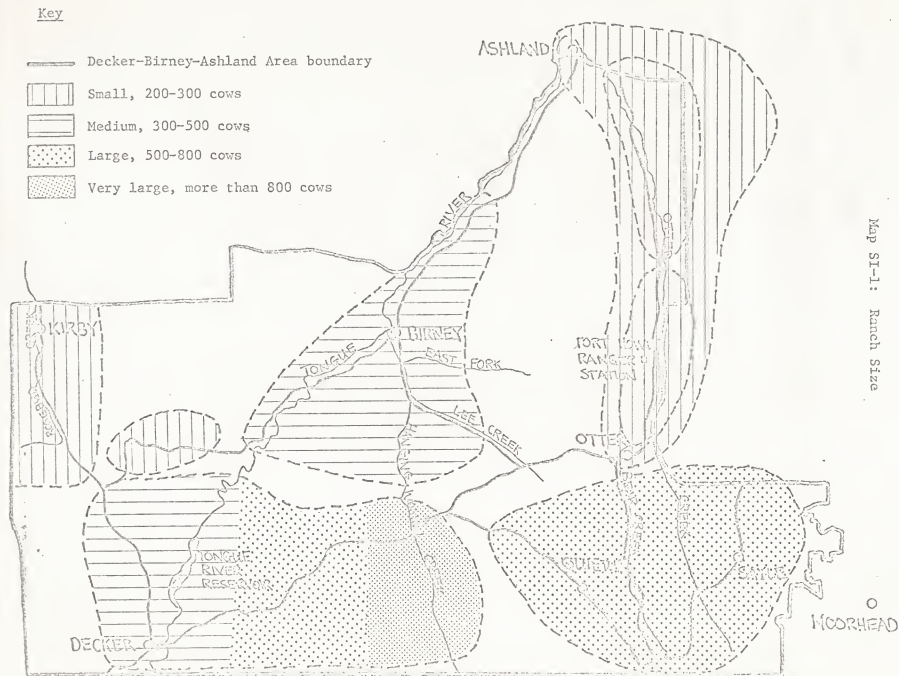 Key
Decker-Birney-Ashland Area boundary
Small, 200-300 cows
Medium, 300-500 cows
Large, 500-800 cows
Very large, more than 800 cows
Map SI-1: Ranch Size
ASHLAND
RIVER
KIRBY
CREEK
BIRNEY
TONGUE
EAST FORK
LEE CREEK
RANGER
STATION
OTTER
TONGUE
RIVER
RESERVOIR
DECKER
MOORHEAD